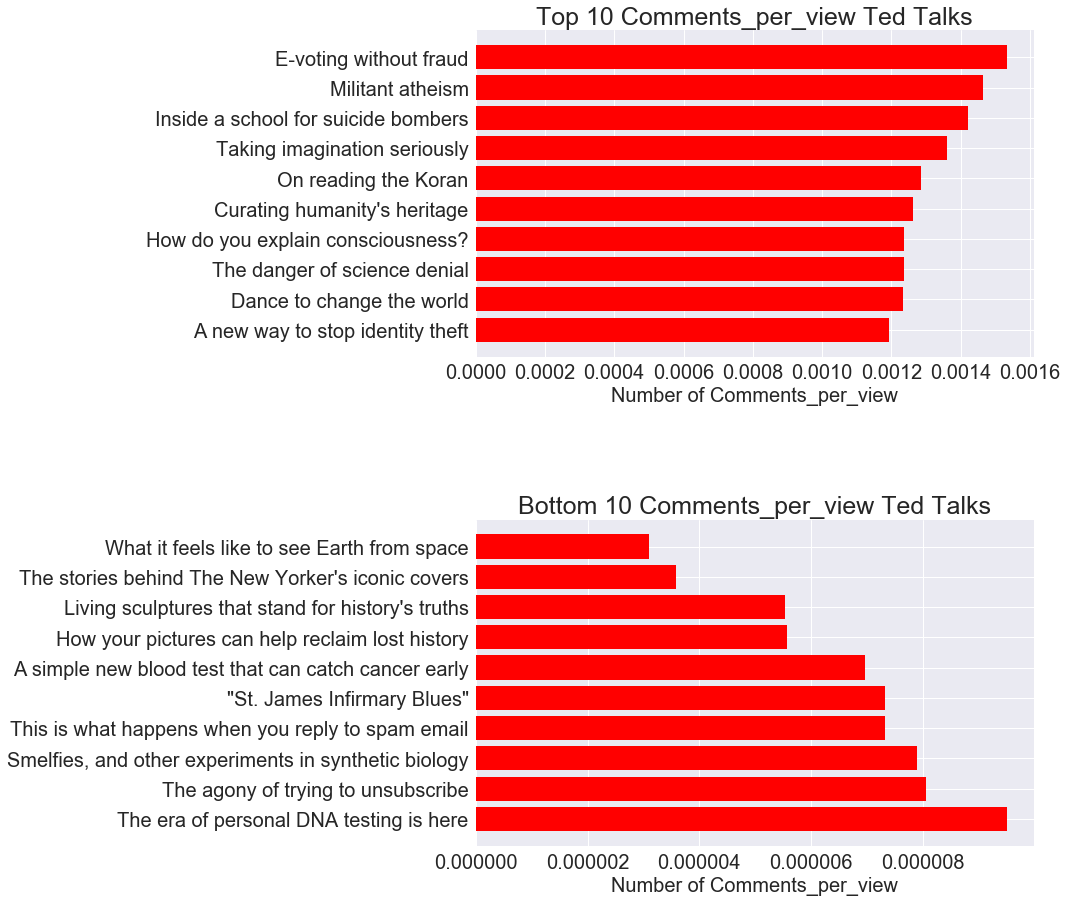 Top 10 Comments_per_view Ted Talks
E-voting without fraud
Militant atheism
Inside a school for suicide bombers
Taking imagination seriously
On reading the Koran
Curating humanity's heritage
How do you explain consciousness?
The danger of science denial
Dance to change the world
A new way to stop identity theft
0.0000 0.0002 0.0004 0.0006 0.0008 0.0010 0.0012 0.0014 0.0016
Number of Comments_per_view
Bottom 10 Comments_per_view Ted Talks
What it feels like to see Earth from space
The stories behind The New Yorker's iconic covers
Living sculptures that stand for history's truths
How your pictures can help reclaim lost history
A simple new blood test that can catch cancer early
"St. James Infirmary Blues"
This is what happens when you reply to spam email
Smelfies, and other experiments in synthetic biology
The agony of trying to unsubscribe
The era of personal DNA testing is here
0.000000 0.000002 0.000004 0.000006 0.000008
Number of Comments_per_view